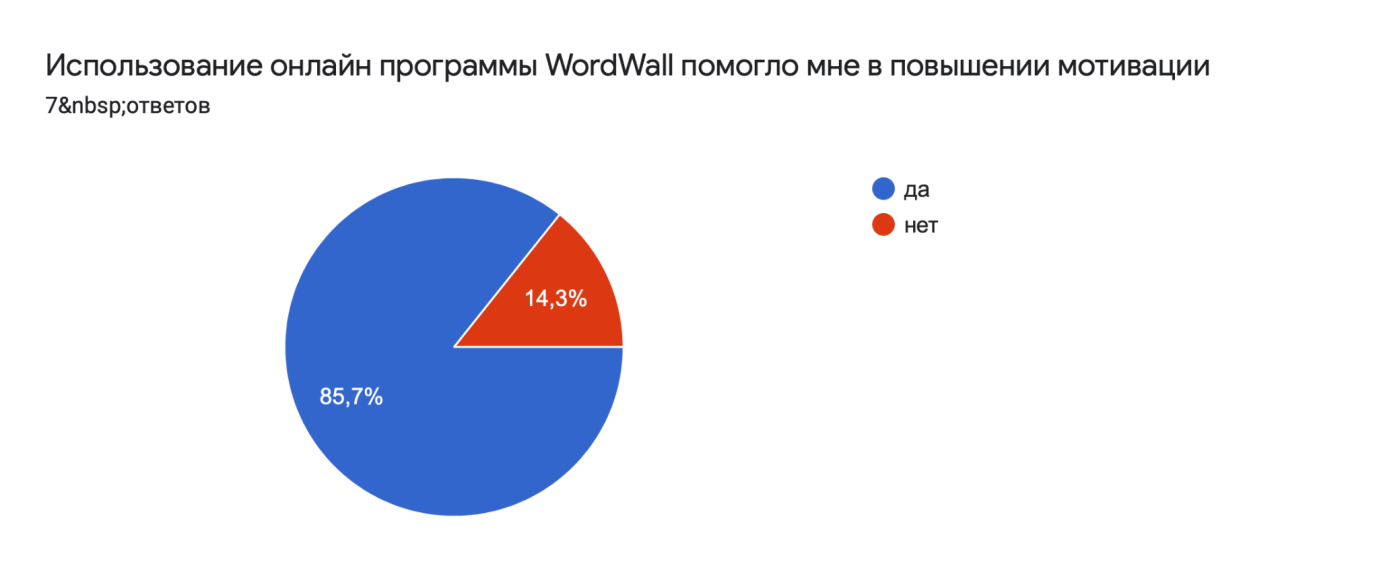 Использование онлайн программы WordWall помогло мне в повышении мотивации
7&nbsp;ответов
да
нет
14,3%
85,7%